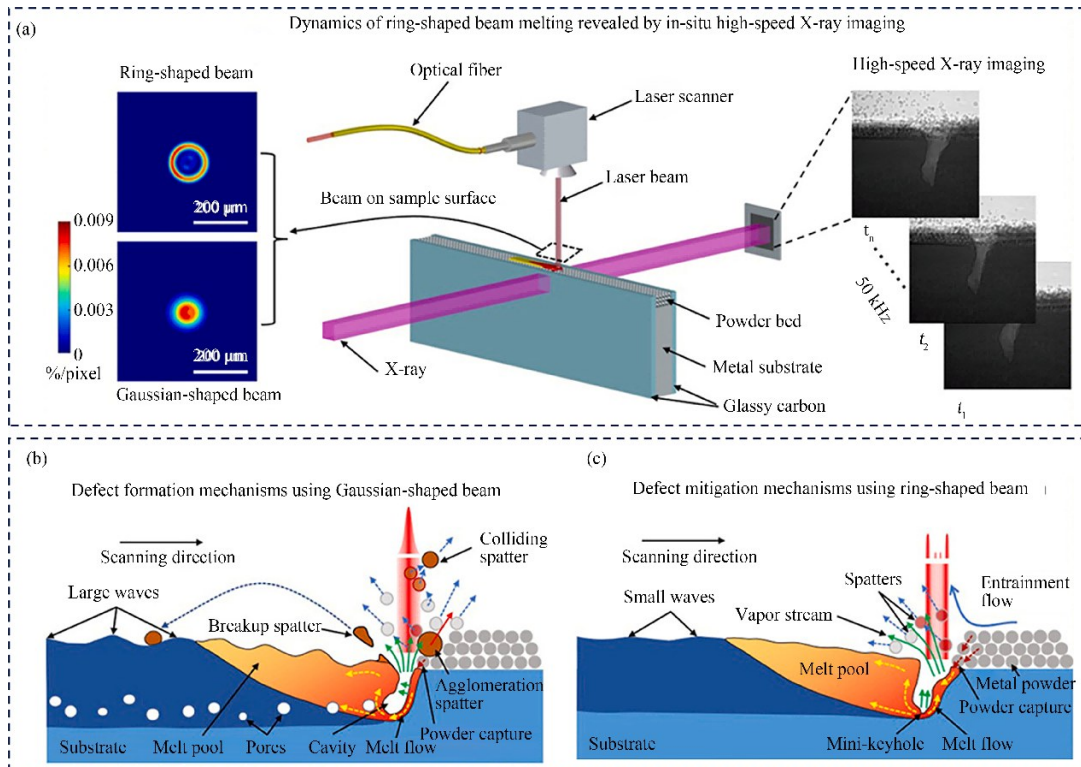 (a)
Dynamics of ring-shaped beam melting revealed by in-situ high-speed X-ray imaging
Ring-shaped beam
200 μm
0.009
0.006
0.003
0
%/pixel
200 μm
Gaussian-shaped beam
Optical fiber
Laser scanner
Laser beam
Beam on sample surface
X-ray
Powder bed
Metal substrate
Glassy carbon
High-speed X-ray imaging
tn
50 kHz
t2
t1
(b)
Defect formation mechanisms using Gaussian-shaped beam
Scanning direction
Colliding
spatter
Large waves
Breakup spatter
Agglomeration
spatter
Powder capture
Substrate
Melt pool
Pores
Cavity
Melt flow
(c)
Defect mitigation mechanisms using ring-shaped beam
Scanning direction
Spatters
Entrainment
flow
Small waves
Vapor stream
Melt pool
Metal powder
Powder capture
Mini-keyhole
Melt flow
Substrate